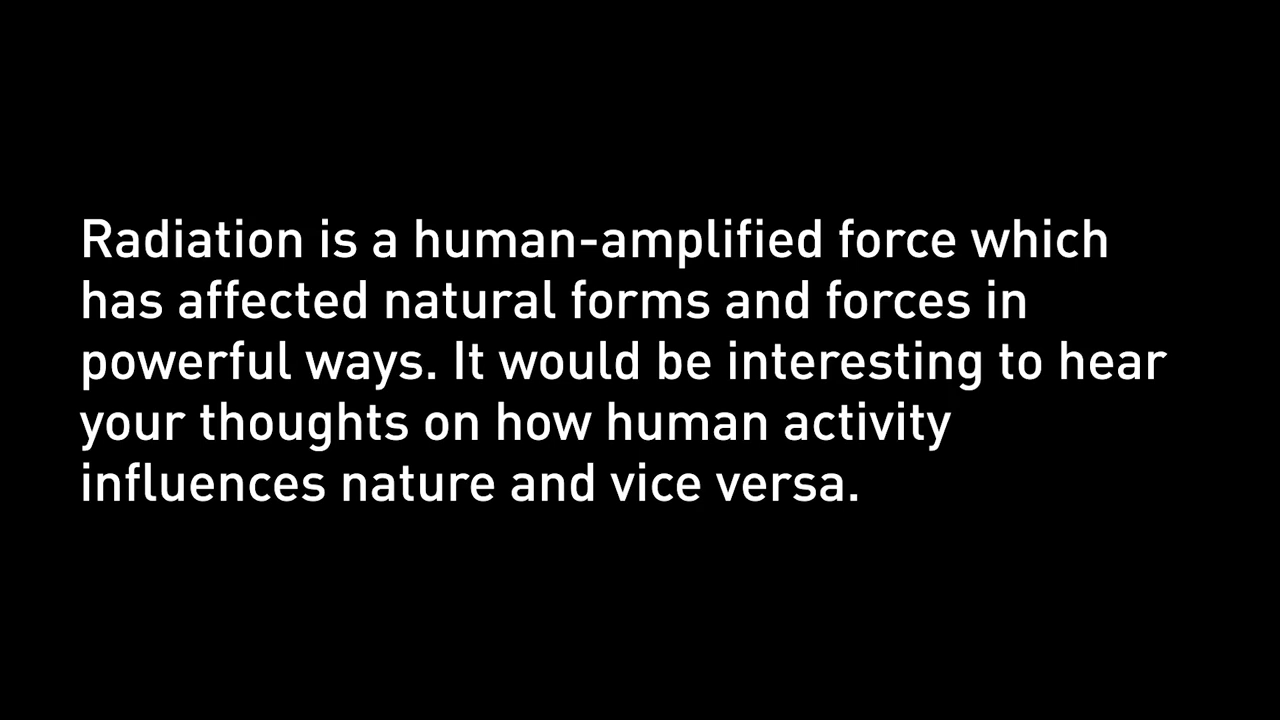 Radiation is a human-amplified force which
has affected natural forms and forces in
powerful ways. It would be interesting to hear
your thoughts on how human activity
influences nature and vice versa.